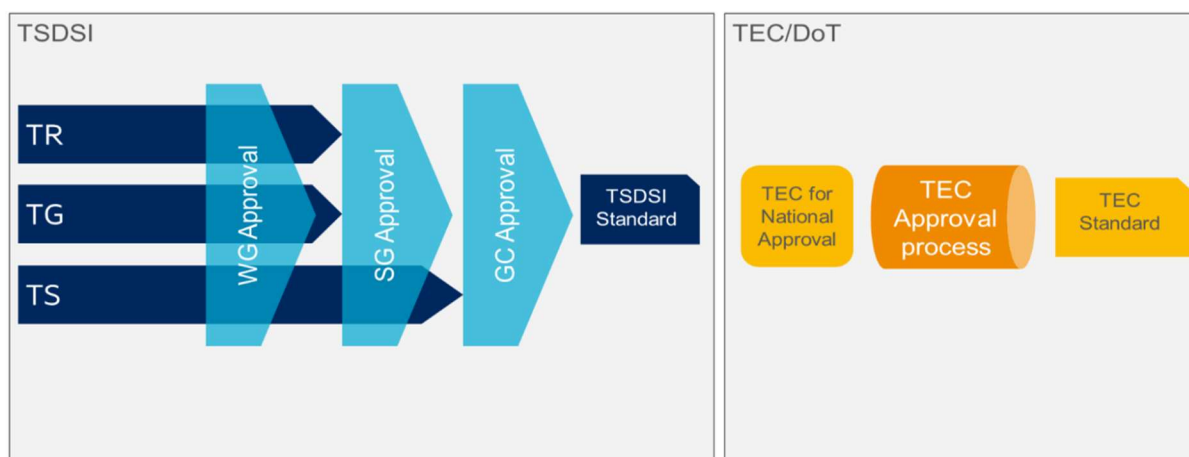 TSDSI
TR
TG
TS
WG Approval
SG Approval
GC Approval
TSDSI
Standard
TEC/DoT
TEC for
National
Approval
TEC
Approval
process
TEC
Standard